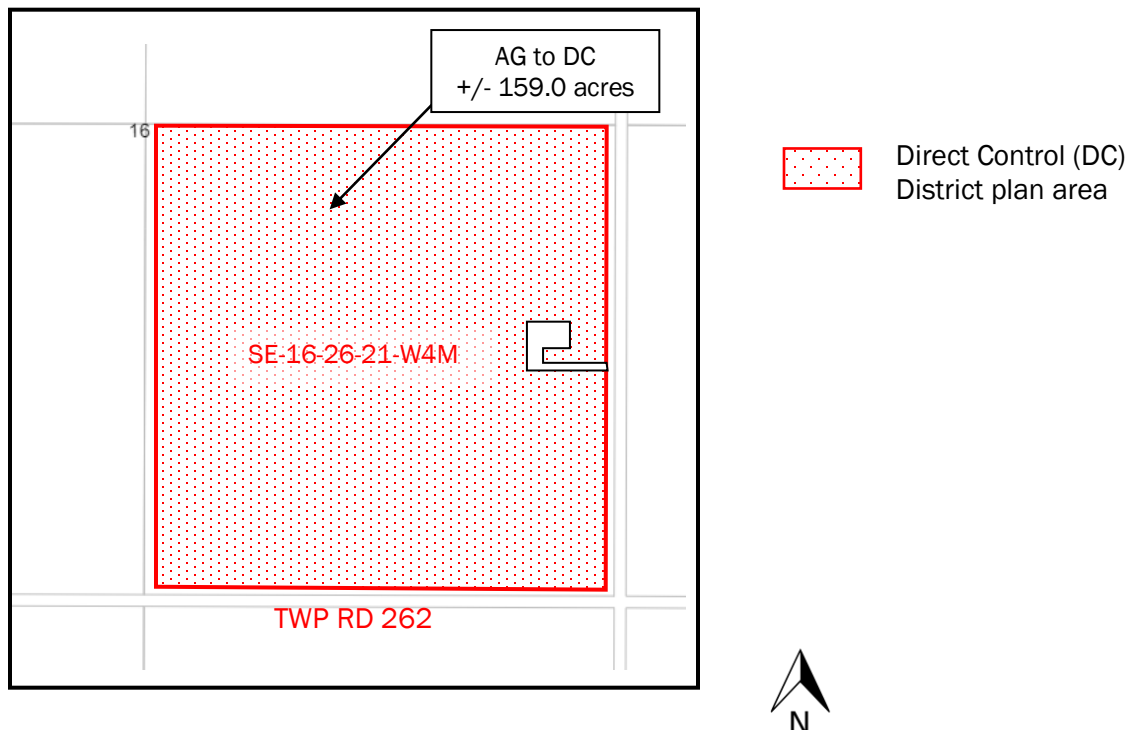 AG to DC
+/- 159.0 acres
16
Direct Control (DC)
District plan area
SE-16-26-21-W4M
TWP RD 262
N